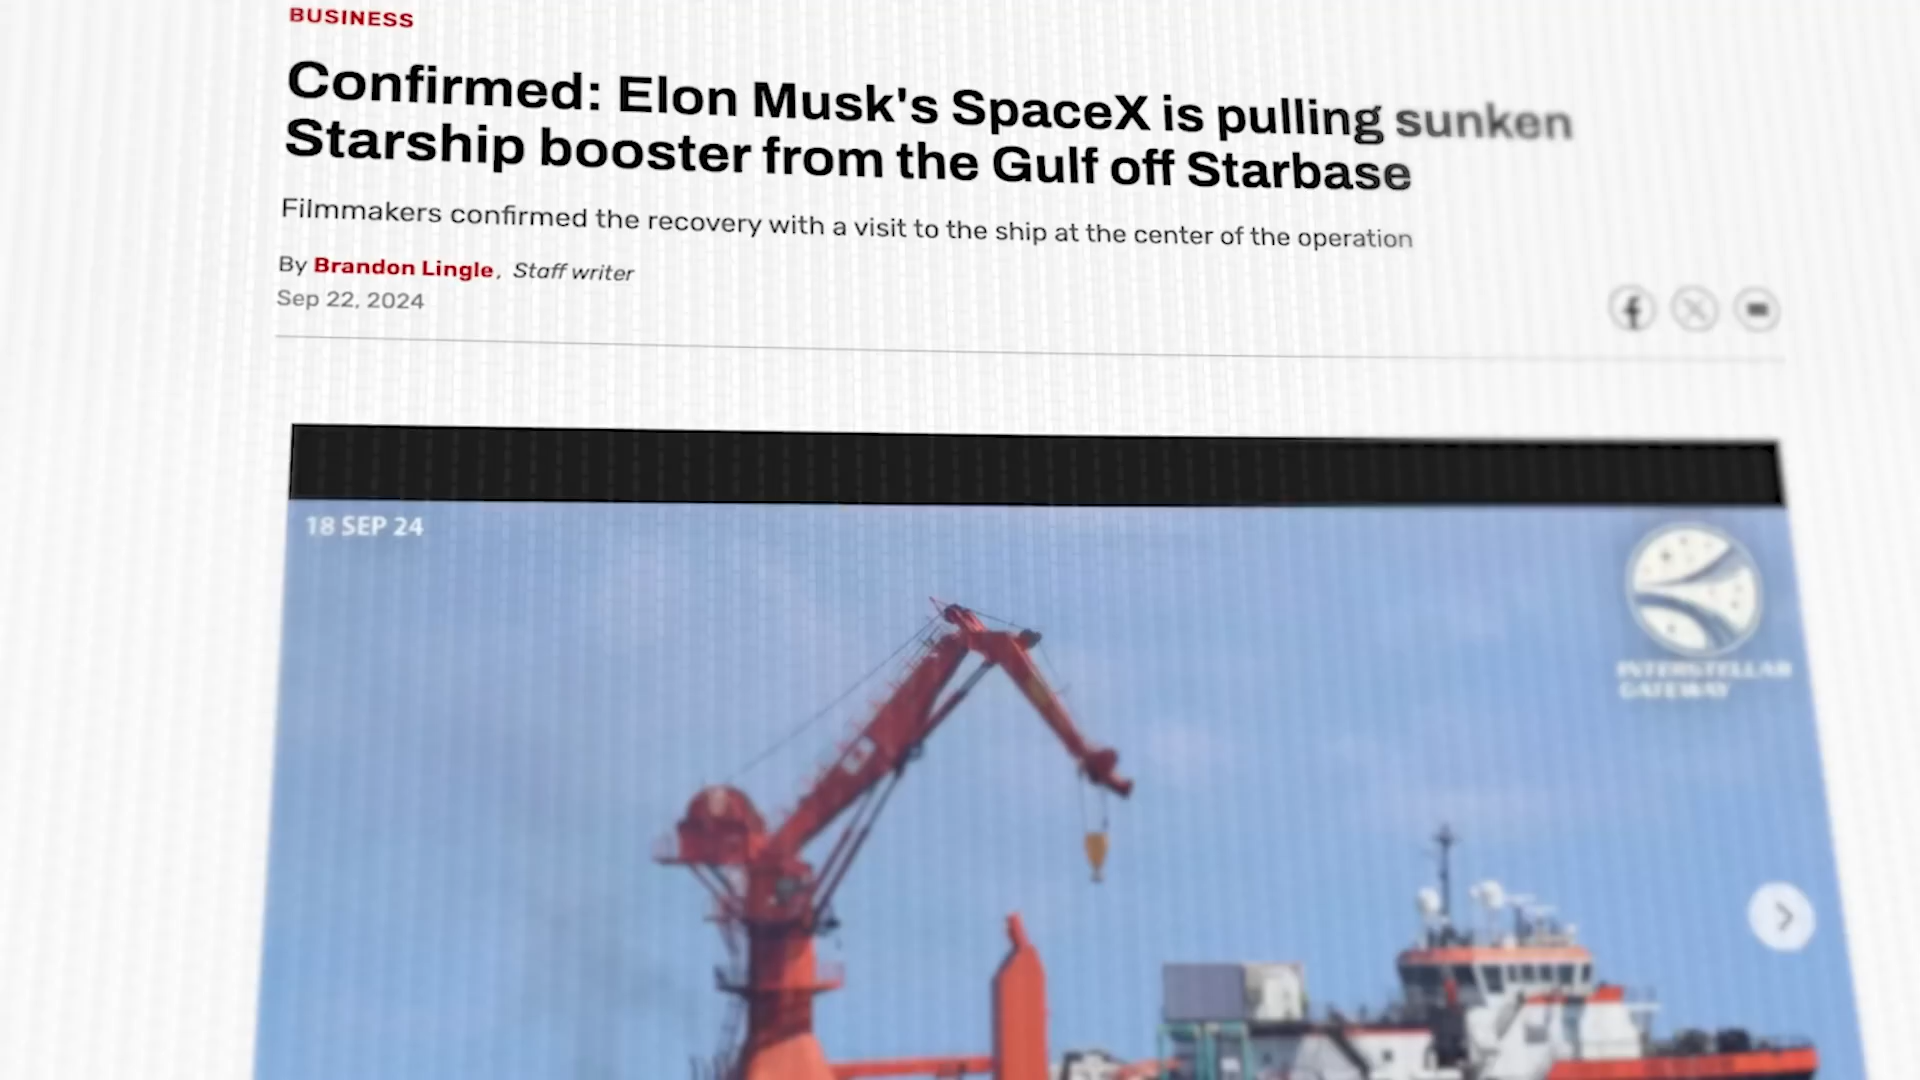 BUSINESS
Confirmed: Elon Musk's SpaceX is pulling sunken
Starship booster from the Gulf off Starbase
Filmmakers confirmed the recovery with a visit to the ship at the center of the operation
By Brandon Lingle, Staff writer
Sep 22, 2024
18 SEP 24
INTERSTELLAR
GATEWAY